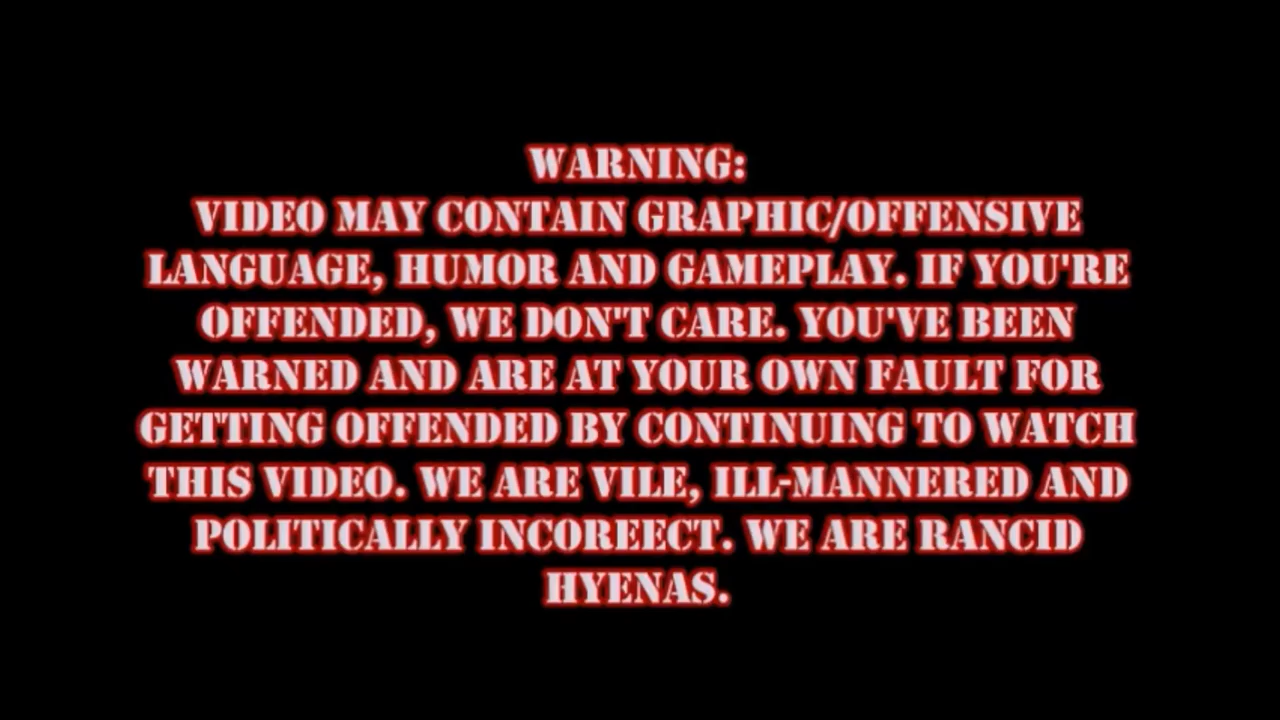 WARNING:
VIDEO MAY CONTAIN GRAPHIC/OFFENSIVE
LANGUAGE, HUMOR AND GAMEPLAY. IF YOU'RE
OFFENDED, WE DON'T CARE. YOU'VE BEEN
WARNED AND ARE AT YOUR OWN FAULT FOR
GETTING OFFENDED BY CONTINUING TO WATCH
THIS VIDEO. WE ARE VILE, ILL-MANNERED AND
POLITICALLY INCOREECT. WE ARE RANCID
HYENAS.